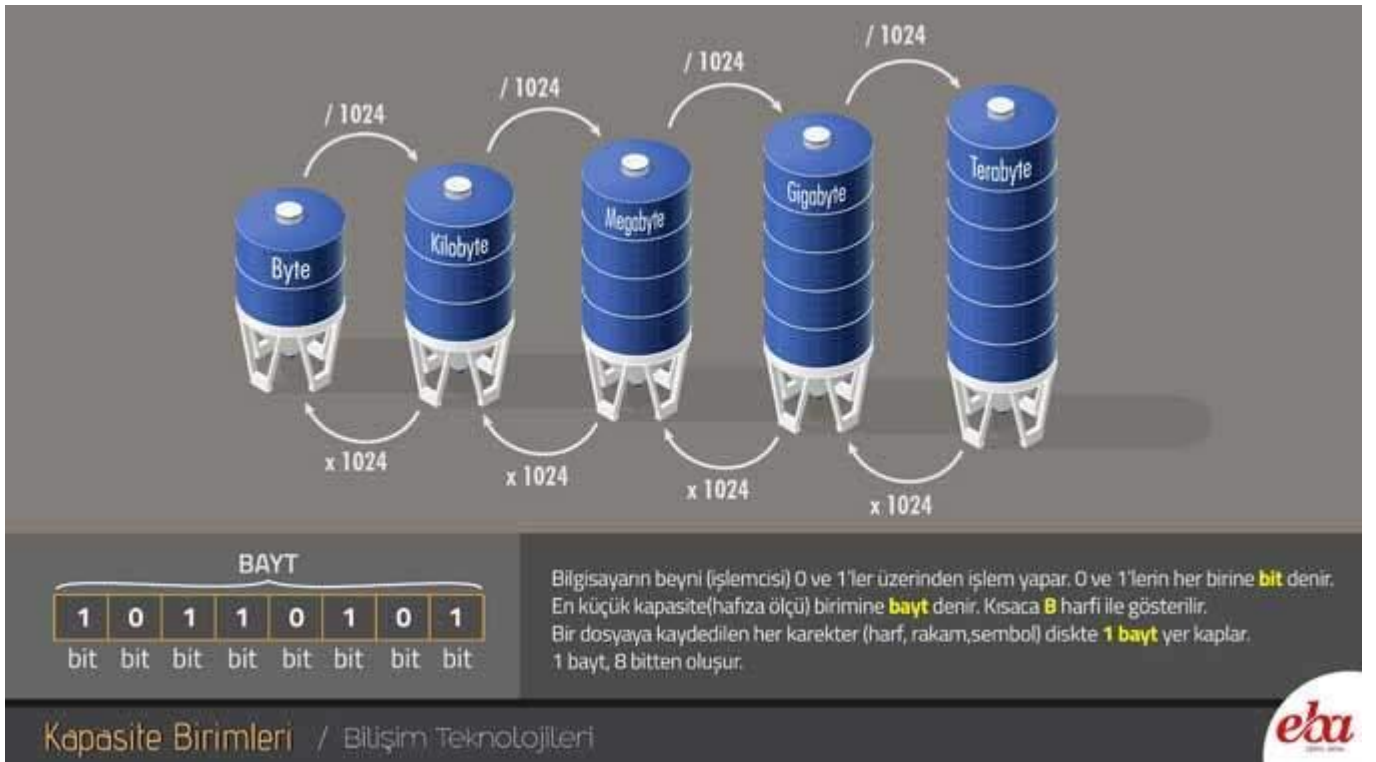 / 1024
/ 1024
/ 1024
/ 1024
Byte
Kilobyte
Megabyte
Gigabyte
Terabyte
x 1024
x 1024
x 1024
x 1024
BAYT
1 0 1 1 0 1 0 1
bit bit bit bit bit bit bit bit
Bilgisayarın beyni (işlemcisi) 0 ve 1'ler üzerinden işlem yapar. 0 ve 1'lerin her birine bit denir.
En küçük kapasite(hafıza ölçü) birimine bayt denir. Kısaca B harfi ile gösterilir.
Bir dosyaya kaydedilen her karekter (harf, rakam,sembol) diskte 1 bayt yer kaplar.
1 bayt, 8 bitten oluşur.
Kapasite Birimleri / Bilişim Teknolojileri
eba